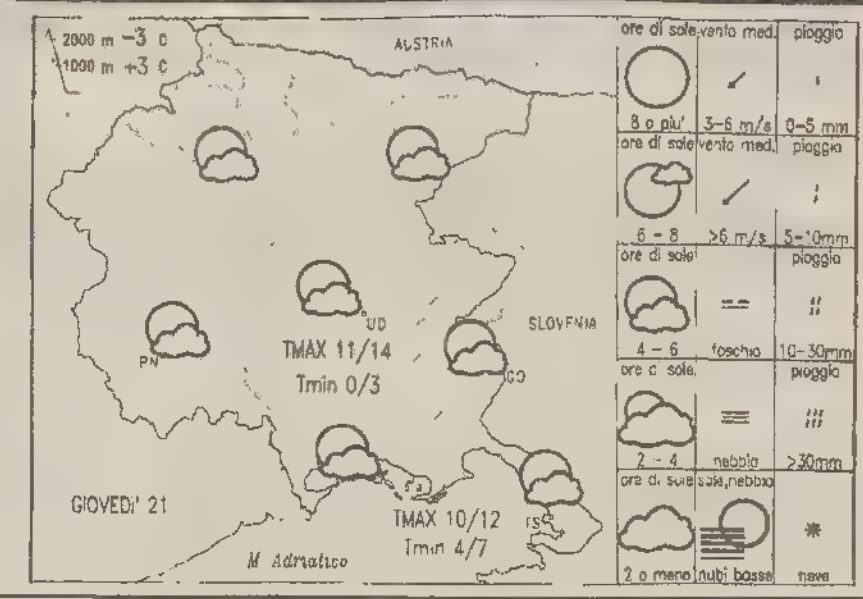 2000 m -3 C
1000 m +3 C
AUSTRIA
SLOVENIA
UD
PN
GO
TMAX 11/14
Tmin 0/3
GIOVEDI' 21
TMAX 10/12
Tmin 4/7
TS
M Adriatico
ore di sole vento med. pioggia
8 o piu' 3-6 m/s 0-5 mm
ore di sole vento med. pioggia
6 - 8 >6 m/s 5-10mm
ore di sole pioggia
4 - 6 foschia 10-30mm
ore di sole pioggia
2 - 4 nebbia >30mm
ore di sole sole,nebbia
2 o meno nubi basse neve